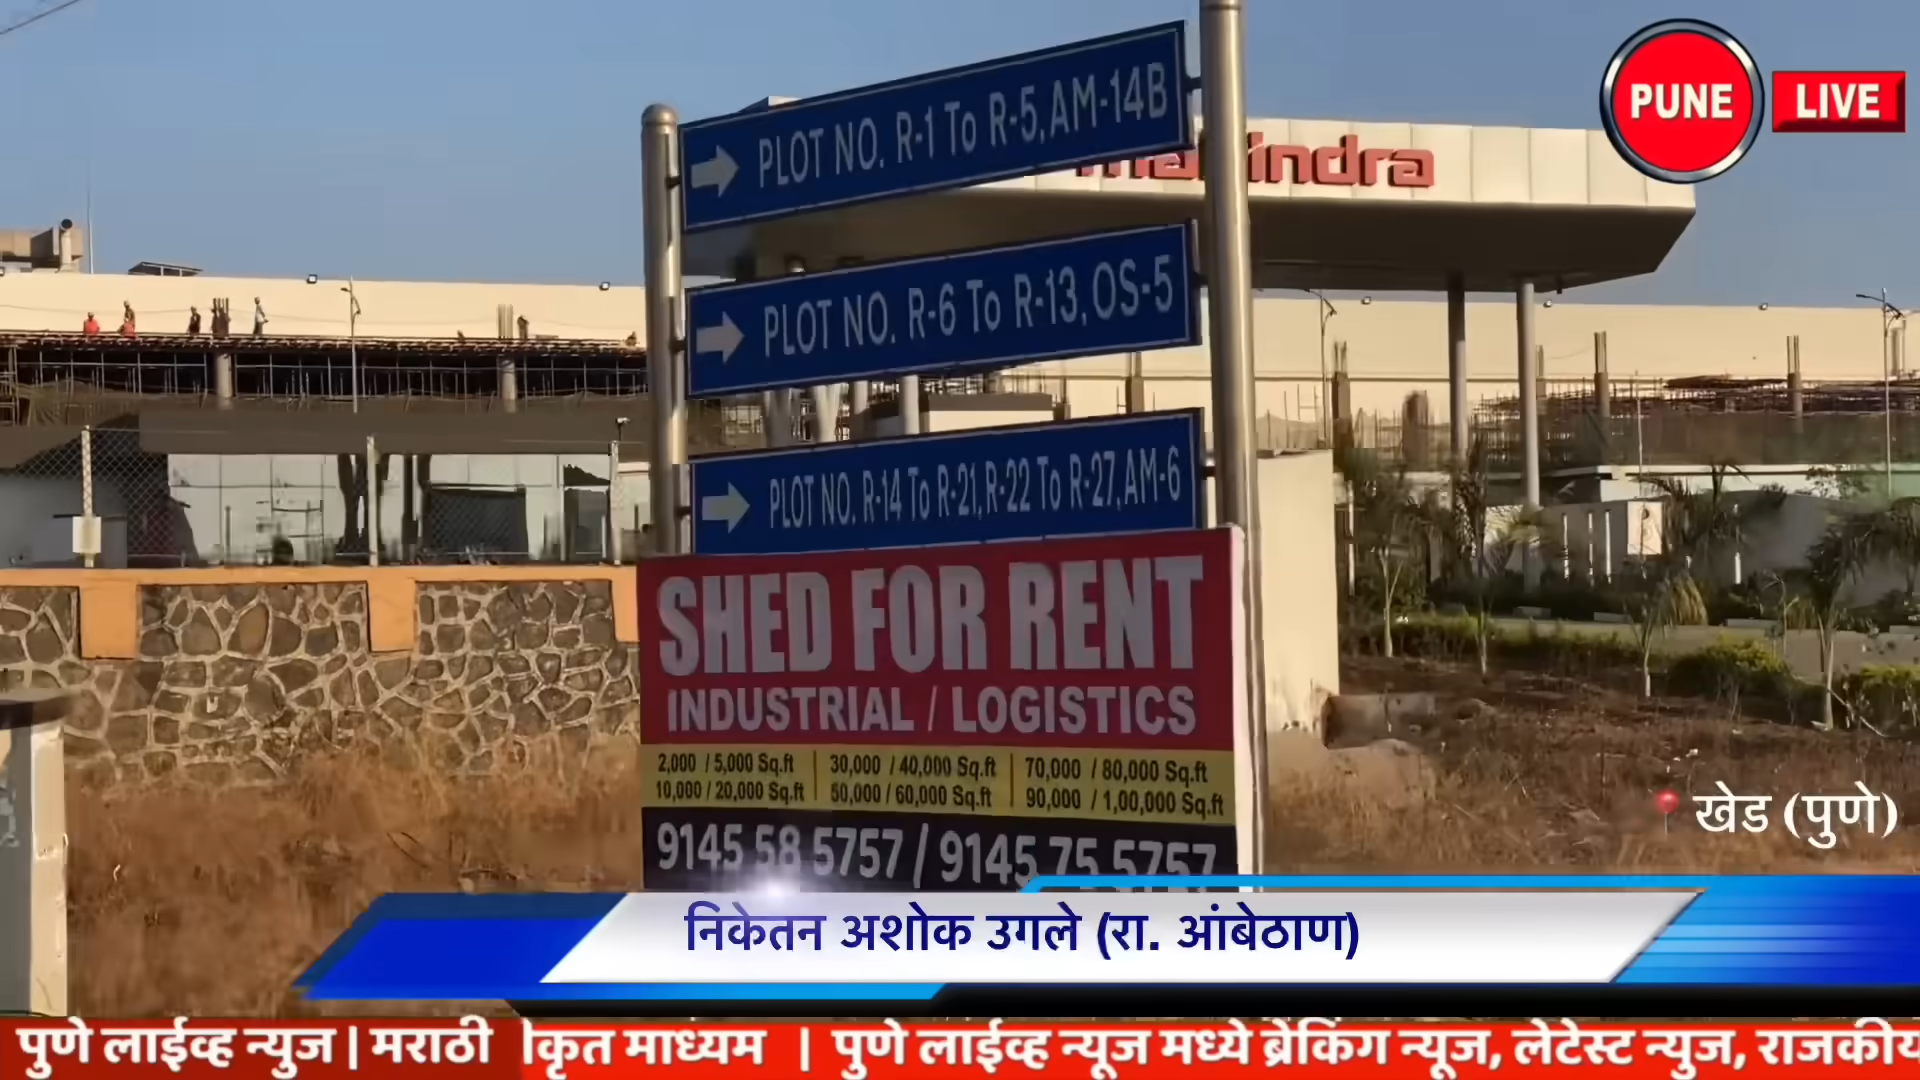 PUNE
LIVE
PLOT NO. R-1 To R-5, AM-14B
mahindra
PLOT NO. R-6 To R-13, OS-5
PLOT NO. R-14 To R-21, R-22 To R-27, AM-6
SHED FOR RENT
INDUSTRIAL / LOGISTICS
2,000 / 5,000 Sq.ft 30,000 / 40,000 Sq.ft 70,000 / 80,000 Sq.ft
10,000 / 20,000 Sq.ft 50,000 / 60,000 Sq.ft 90,000 / 1,00,000 Sq.ft
9145 58 5757 / 9145 75 5757
खेड (पुणे)
निकेतन अशोक उगले (रा. आंबेठाण)
पुणे लाईव्ह न्युज | मराठी
माध्यम | पुणे लाईव्ह न्यूज मध्ये ब्रेकिंग न्यूज, लेटेस्ट न्युज, राजकीय